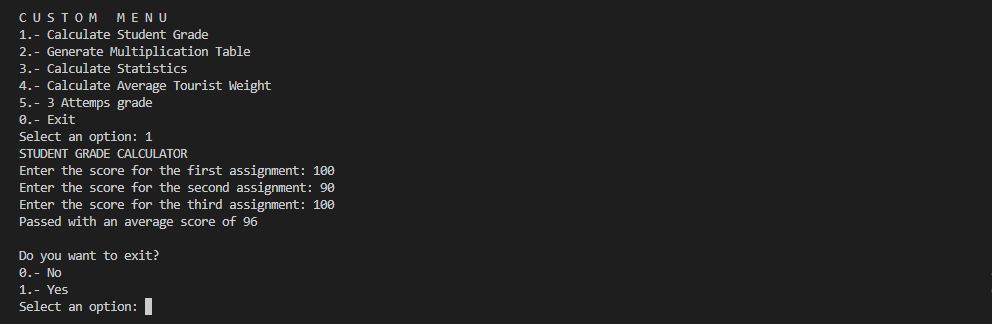 C U S T O M   M E N U
1.- Calculate Student Grade
2.- Generate Multiplication Table
3.- Calculate Statistics
4.- Calculate Average Tourist Weight
5.- 3 Attemps grade
0.- Exit
Select an option: 1
STUDENT GRADE CALCULATOR
Enter the score for the first assignment: 100
Enter the score for the second assignment: 90
Enter the score for the third assignment: 100
Passed with an average score of 96
Do you want to exit?
0.- No
1.- Yes
Select an option: